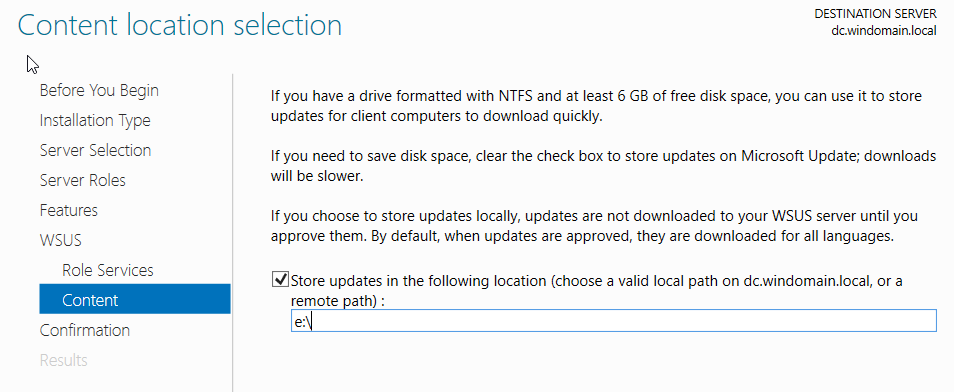 Content location selection
DESTINATION SERVER
dc.windomain.local
Before You Begin
Installation Type
Server Selection
Server Roles
Features
WSUS
Role Services
Content
Confirmation
Results
If you have a drive formatted with NTFS and at least 6 GB of free disk space, you can use it to store
updates for client computers to download quickly.
If you need to save disk space, clear the check box to store updates on Microsoft Update; downloads
will be slower.
If you choose to store updates locally, updates are not downloaded to your WSUS server until you
approve them. By default, when updates are approved, they are downloaded for all languages.
Store updates in the following location (choose a valid local path on dc.windomain.local, or a
remote path) :
e:\